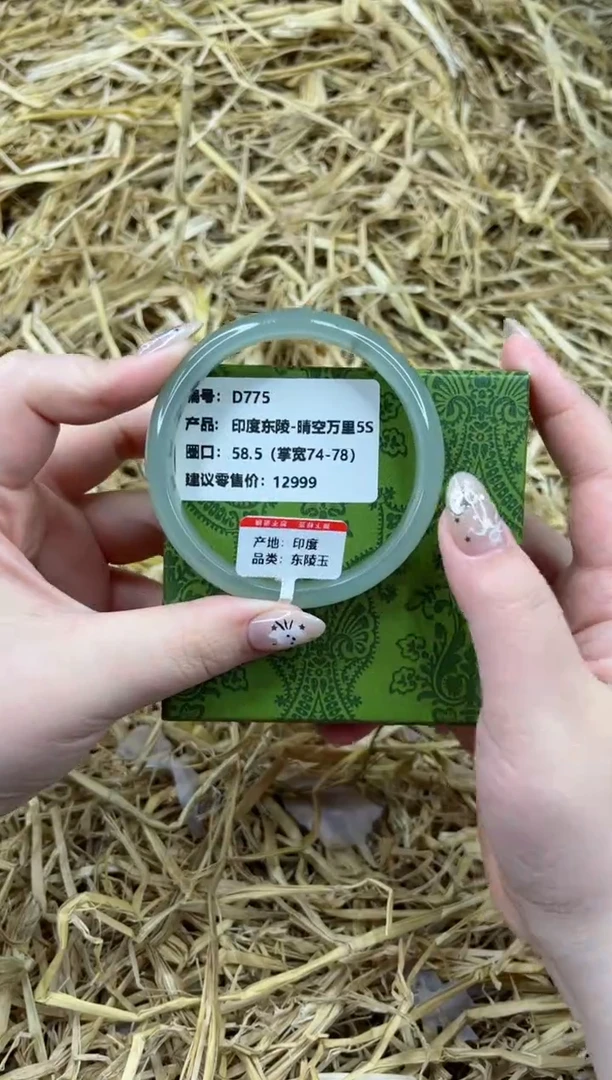 编号：D775
产品：印度东陵-晴空万里5S
圈口：58.5（掌宽74-78）
建议零售价：12999
产地：印度
品类：东陵玉